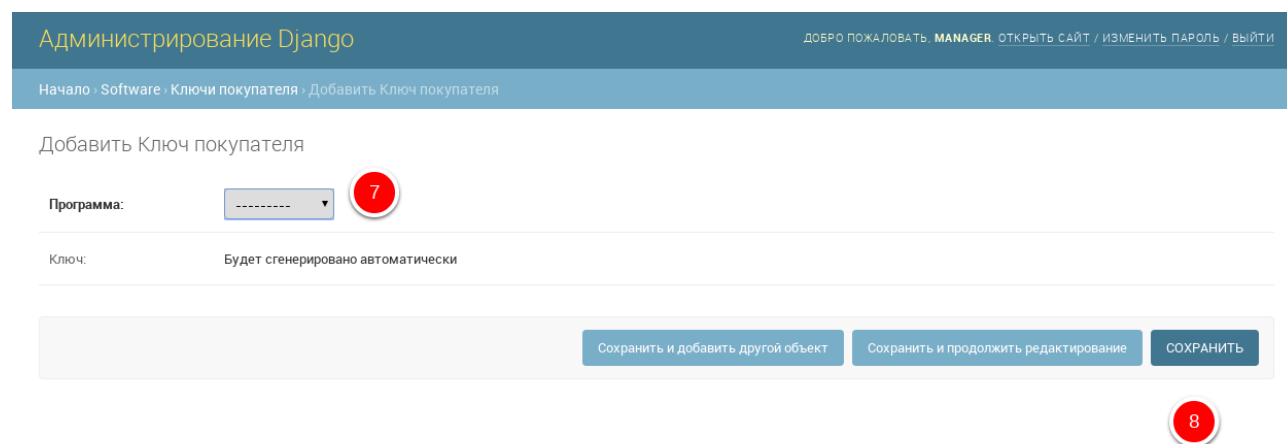 Администрирование Django
ДОБРО ПОЖАЛОВАТЬ, MANAGER. ОТКРЫТЬ САЙТ / ИЗМЕНИТЬ ПАРОЛЬ / ВЫЙТИ
Начало › Software › Ключи покупателя › Добавить Ключ покупателя
Добавить Ключ покупателя
Программа: --------- 7
Ключ: Будет сгенерировано автоматически
Сохранить и добавить другой объект Сохранить и продолжить редактирование СОХРАНИТЬ
8